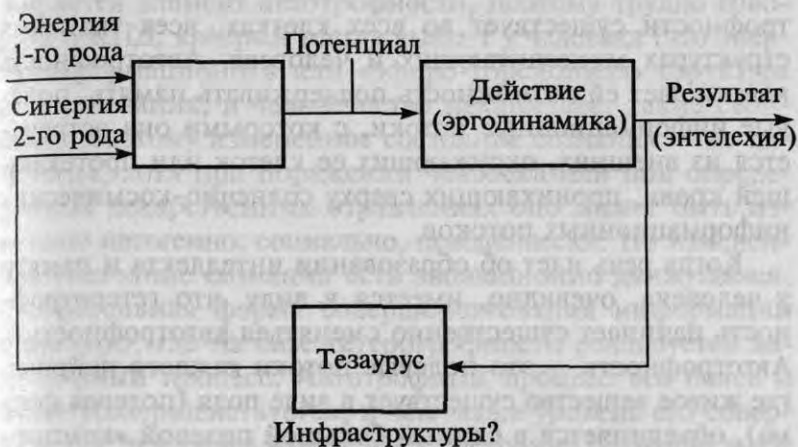 Энергия
1-го рода
Потенциал
Синергия
2-го рода
Действие
(эргодинамика)
Результат
(энтелехия)
Тезаурус
Инфраструктуры?